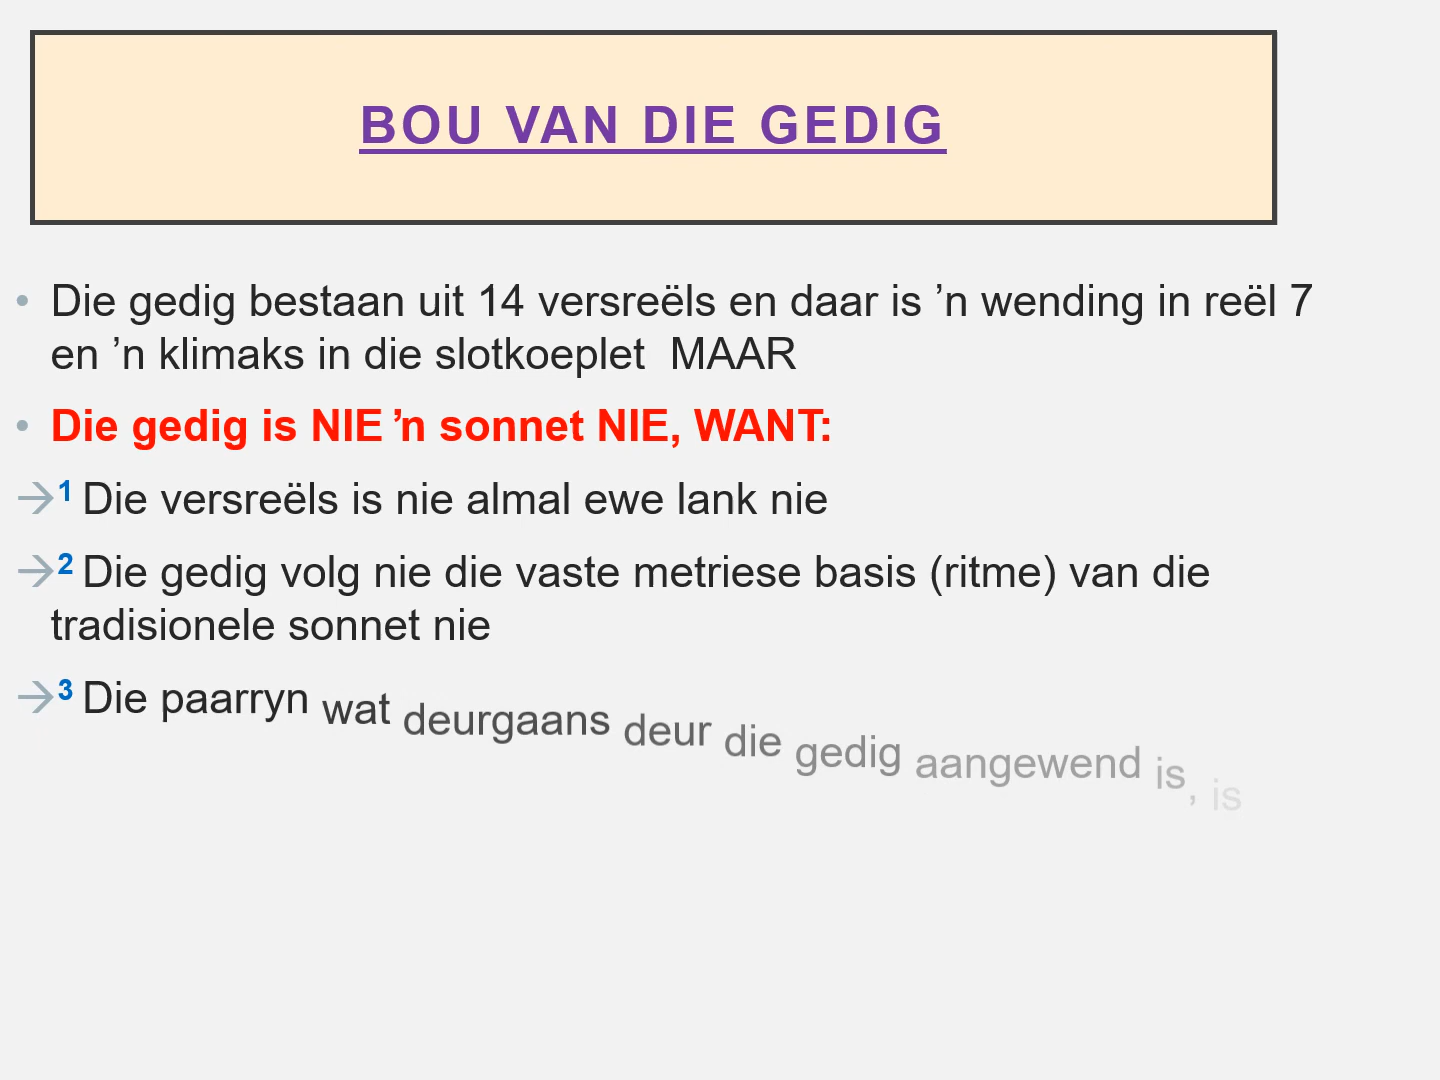 BOU VAN DIE GEDIG
• Die gedig bestaan uit 14 versreëls en daar is ’n wending in reël 7
en ’n klimaks in die slotkoeplet MAAR
• Die gedig is NIE ’n sonnet NIE, WANT:
→1 Die versreëls is nie almal ewe lank nie
→2 Die gedig volg nie die vaste metriese basis (ritme) van die
tradisionele sonnet nie
→3 Die paarryn wat deurgaans deur die gedig aangewend is, is